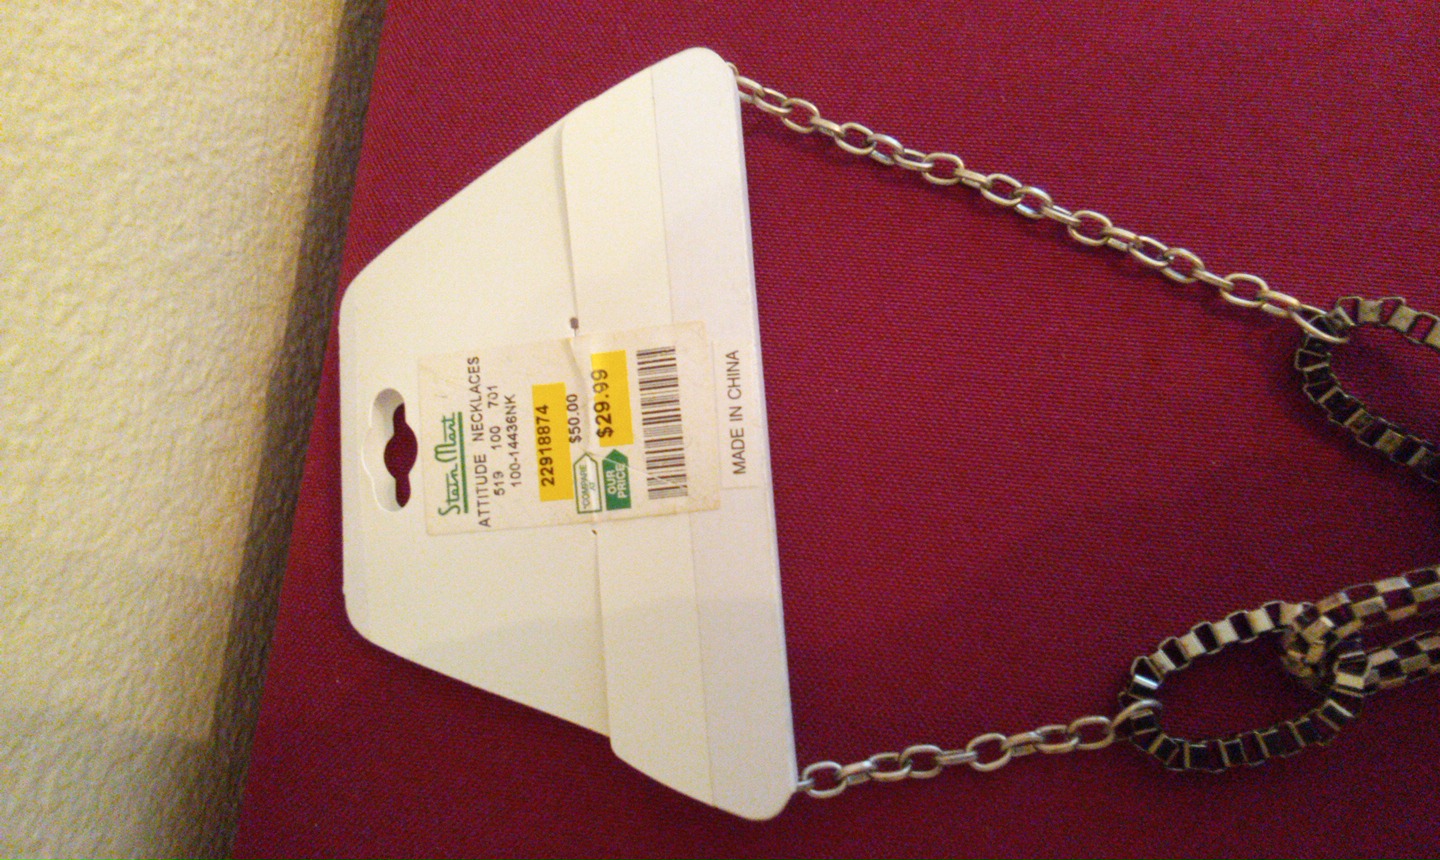 Stein Mart
ATTITUDE NECKLACES
519 100 701
100-14436NK
22918874
*COMPARE AT $50.00
OUR PRICE $29.99
MADE IN CHINA